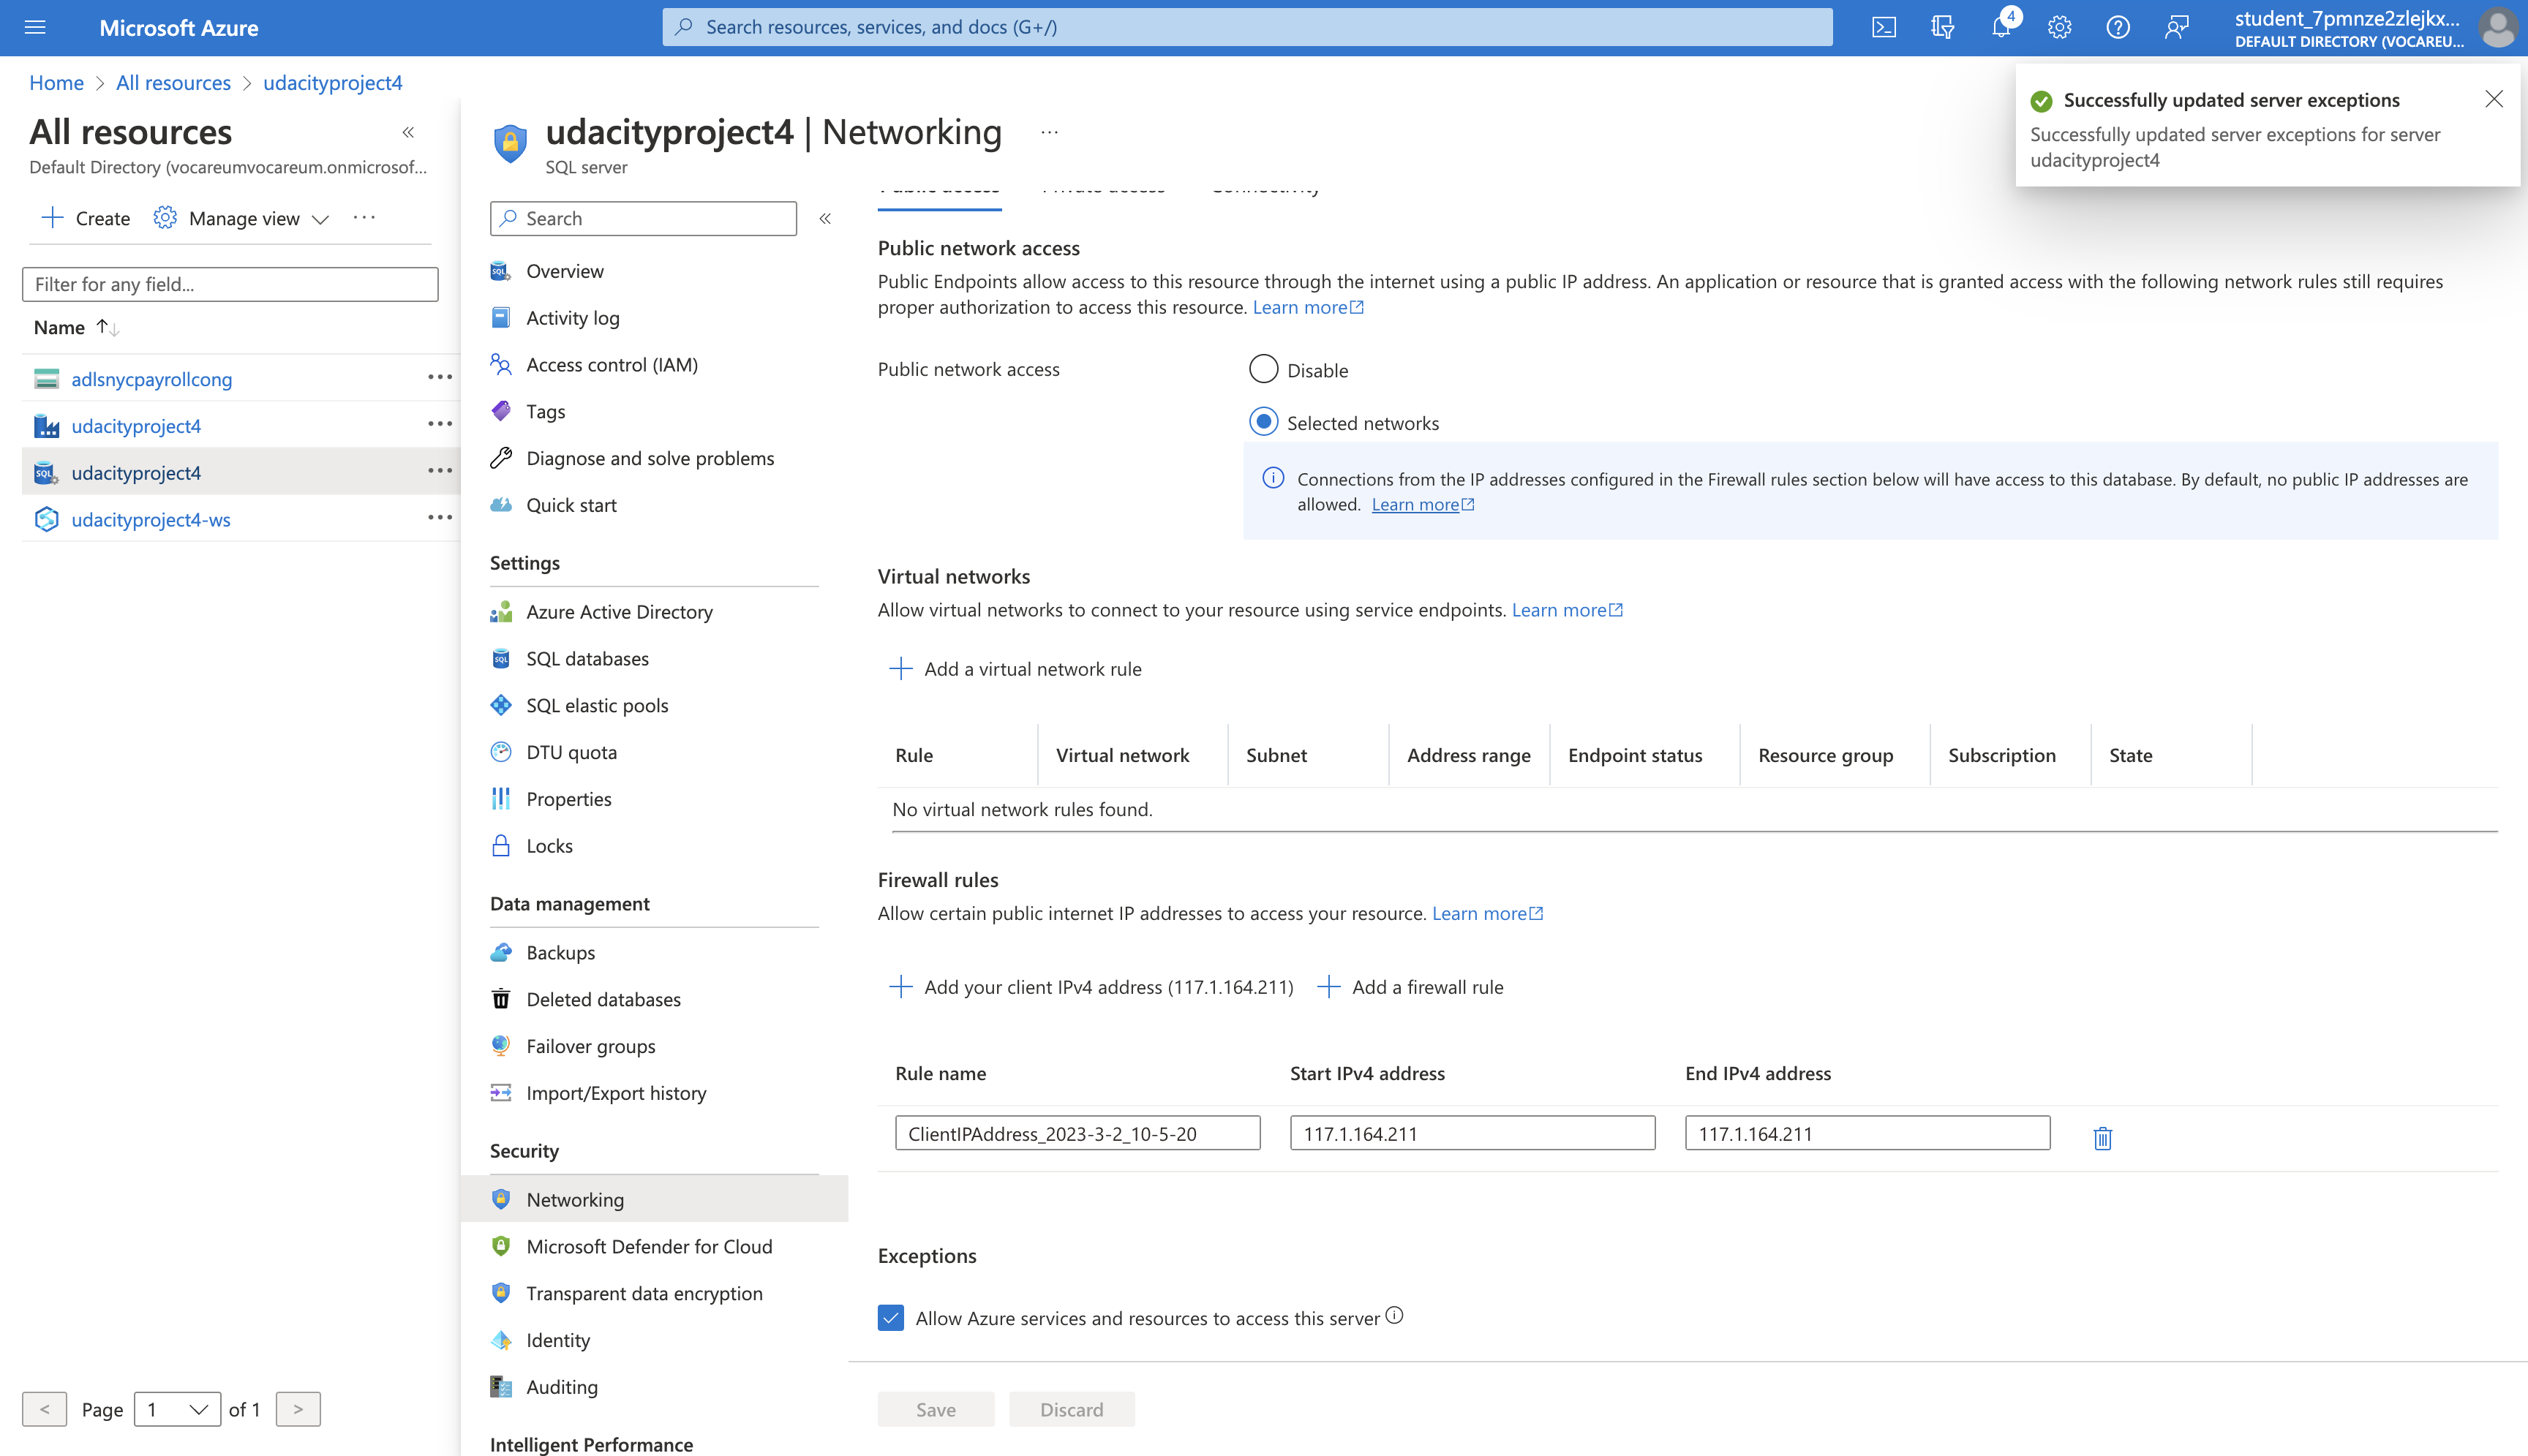 Microsoft Azure
Search resources, services, and docs (G+/)
4
student_7pmnze2zlejkx...
DEFAULT DIRECTORY (VOCAREU...
Home > All resources > udacityproject4
Successfully updated server exceptions
Successfully updated server exceptions for server
udacityproject4
All resources
Default Directory (vocareumvocareum.onmicrosof...
Create
Manage view
Filter for any field...
Name
adlsnycpayrollcong
udacityproject4
udacityproject4
udacityproject4-ws
< Page 1 of 1 >
udacityproject4 | Networking
SQL server
Search
Overview
Activity log
Access control (IAM)
Tags
Diagnose and solve problems
Quick start
Settings
Azure Active Directory
SQL databases
SQL elastic pools
DTU quota
Properties
Locks
Data management
Backups
Deleted databases
Failover groups
Import/Export history
Security
Networking
Microsoft Defender for Cloud
Transparent data encryption
Identity
Auditing
Intelligent Performance
Public access Private access Connectivity
Public network access
Public Endpoints allow access to this resource through the internet using a public IP address. An application or resource that is granted access with the following network rules still requires
proper authorization to access this resource. Learn more
Public network access
Disable
Selected networks
Connections from the IP addresses configured in the Firewall rules section below will have access to this database. By default, no public IP addresses are
allowed. Learn more
Virtual networks
Allow virtual networks to connect to your resource using service endpoints. Learn more
Add a virtual network rule
Rule Virtual network Subnet Address range Endpoint status Resource group Subscription State
No virtual network rules found.
Firewall rules
Allow certain public internet IP addresses to access your resource. Learn more
Add your client IPv4 address (117.1.164.211) Add a firewall rule
Rule name Start IPv4 address End IPv4 address
ClientIPAddress_2023-3-2_10-5-20 117.1.164.211 117.1.164.211
Exceptions
Allow Azure services and resources to access this server
Save Discard